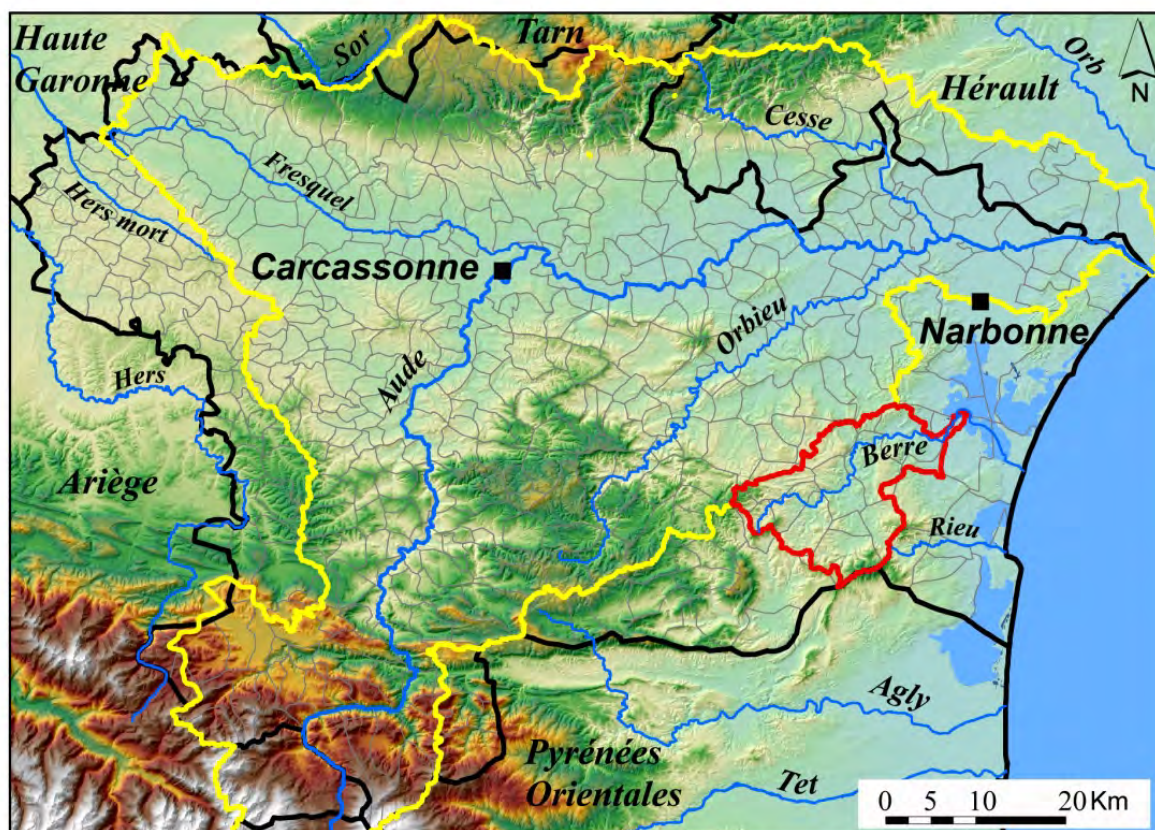 Haute
Garonne
Sor
Tarn
Orb
N
Hérault
Cesse
Fresquel
Hers mort
Carcassonne
Orbieu
Narbonne
Aude
Hers
Berre
Ariège
Rieu
Agly
Pyrénées
Orientales
Tet
0 5 10 20 Km